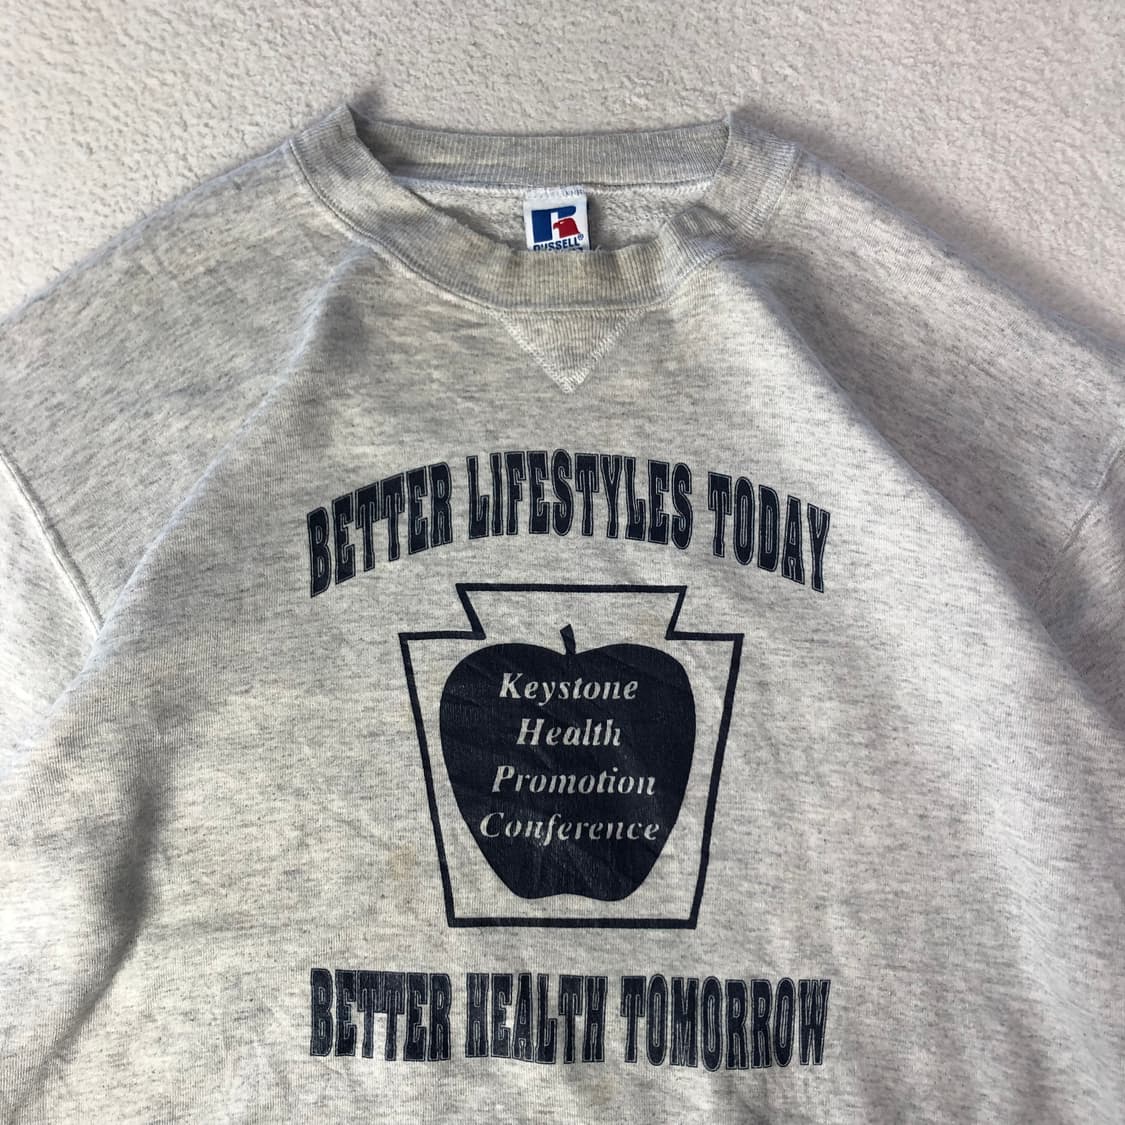 RUSSELL
BETTER LIFESTYLES TODAY
Keystone
Health
Promotion
Conference
BETTER HEALTH TOMORROW